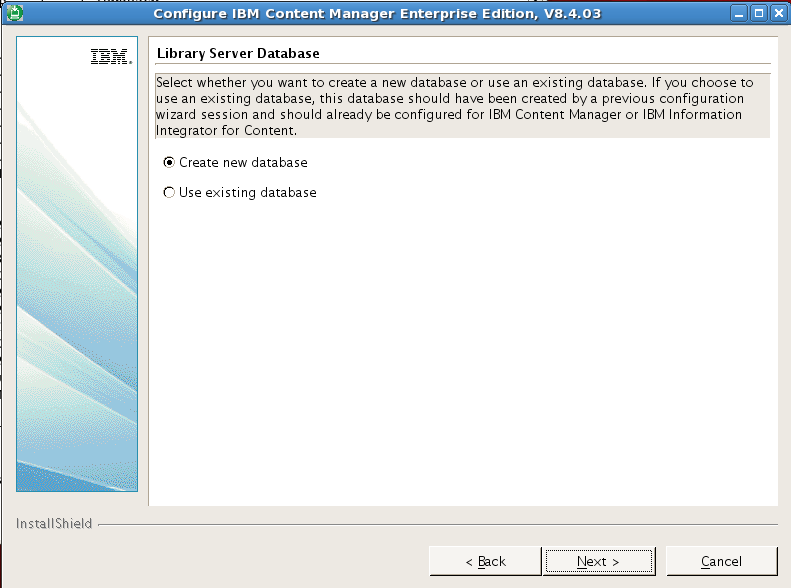 Configure IBM Content Manager Enterprise Edition, V8.4.03
IBM.
Library Server Database
Select whether you want to create a new database or use an existing database. If you choose to
use an existing database, this database should have been created by a previous configuration
wizard session and should already be configured for IBM Content Manager or IBM Information
Integrator for Content.
Create new database
Use existing database
InstallShield
< Back
Next >
Cancel